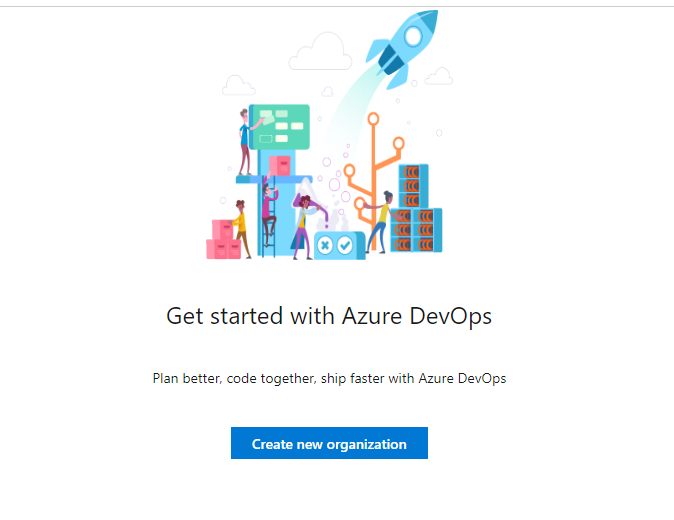 Get started with Azure DevOps
Plan better, code together, ship faster with Azure DevOps
Create new organization